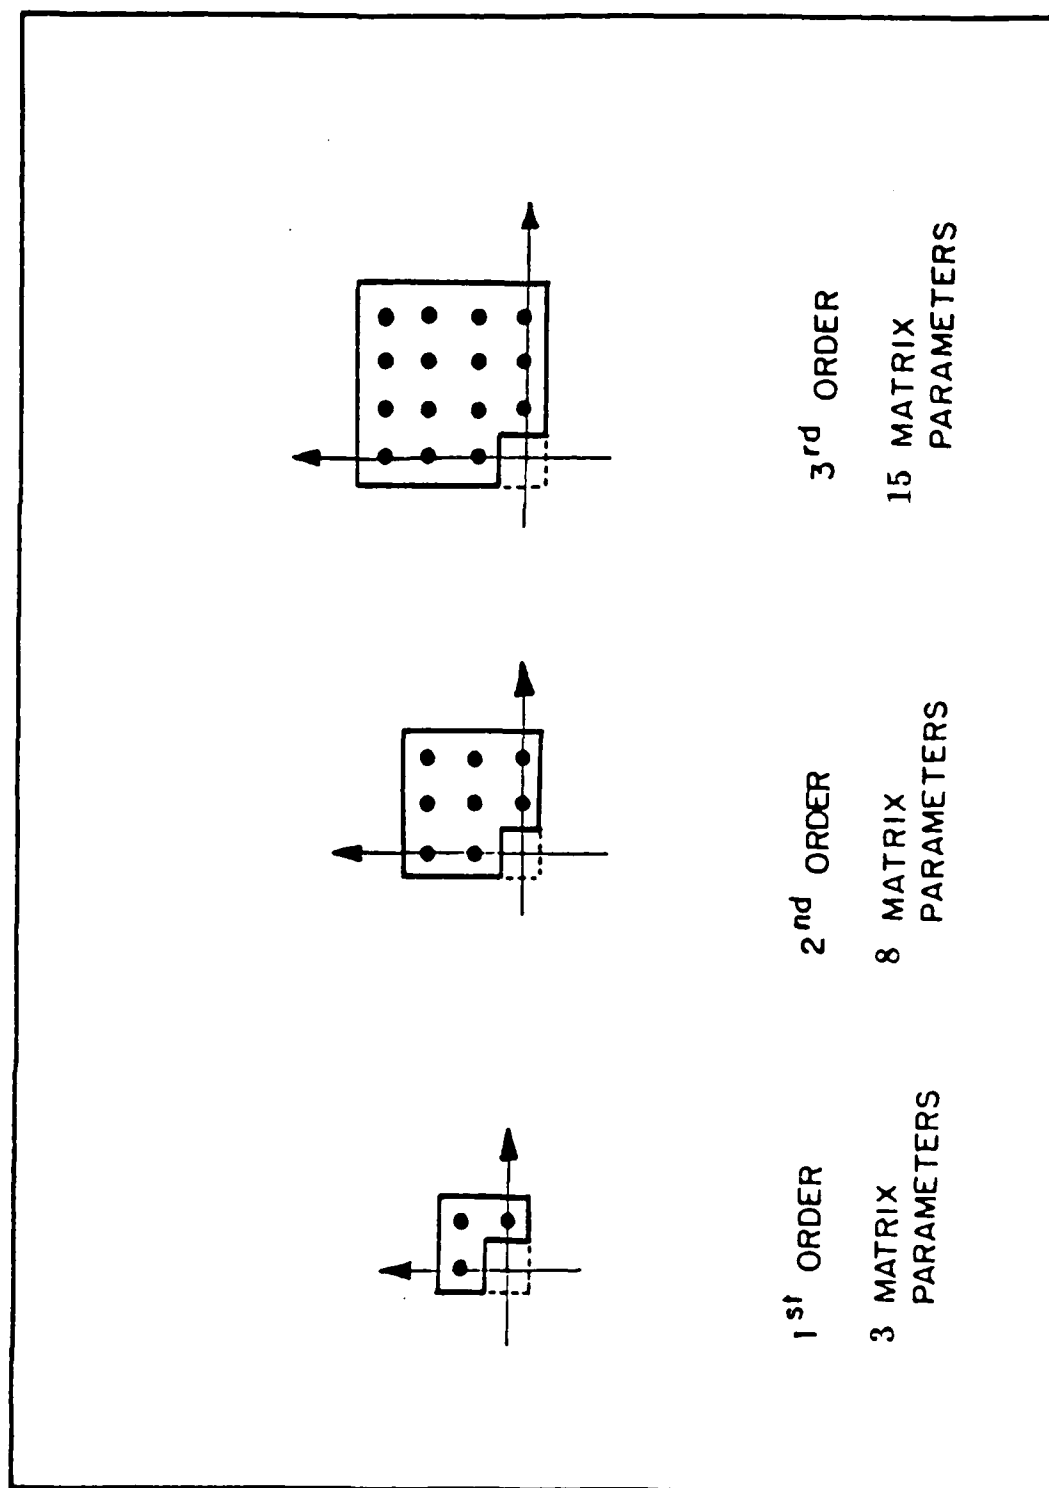 1st ORDER
3 MATRIX
PARAMETERS
2nd ORDER
8 MATRIX
PARAMETERS
3rd ORDER
15 MATRIX
PARAMETERS